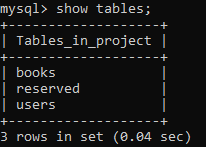 mysql> show tables;
+-------------------+
| Tables_in_project |
+-------------------+
| books             |
| reserved          |
| users             |
+-------------------+
3 rows in set (0.04 sec)